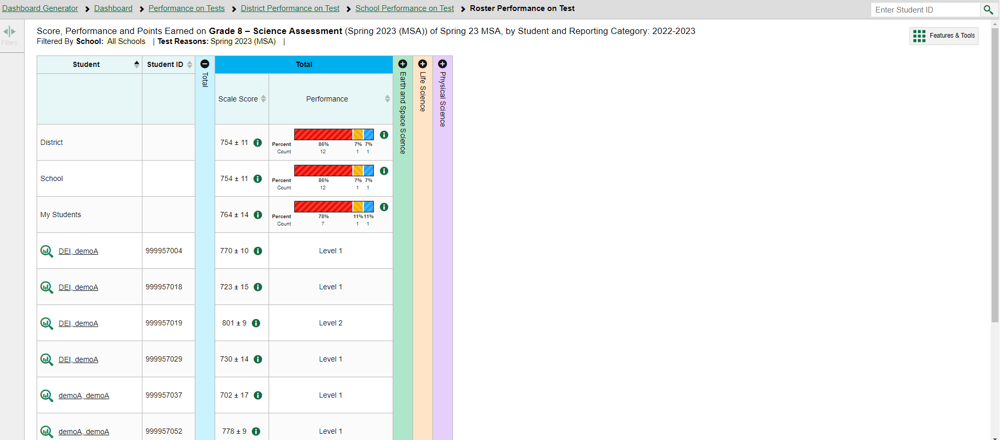 Dashboard Generator > Dashboard > Performance on Tests > District Performance on Test > School Performance on Test > Roster Performance on Test
Enter Student ID
Filters
Score, Performance and Points Earned on Grade 8 – Science Assessment (Spring 2023 (MSA)) of Spring 23 MSA, by Student and Reporting Category: 2022-2023
Filtered By School: All Schools | Test Reasons: Spring 2023 (MSA) |
Features & Tools
Student Student ID Total Total Earth and Space Science Life Science Physical Science
Scale Score Performance
District 754 ± 11
Percent 86% 7% 7%
Count 12 1 1
School 754 ± 11
Percent 86% 7% 7%
Count 12 1 1
My Students 764 ± 14
Percent 78% 11% 11%
Count 7 1 1
DEI, demoA 999957004 770 ± 10 Level 1
DEI, demoA 999957018 723 ± 15 Level 1
DEI, demoA 999957019 801 ± 9 Level 2
DEI, demoA 999957029 730 ± 14 Level 1
demoA, demoA 999957037 702 ± 17 Level 1
demoA, demoA 999957052 778 ± 9 Level 1